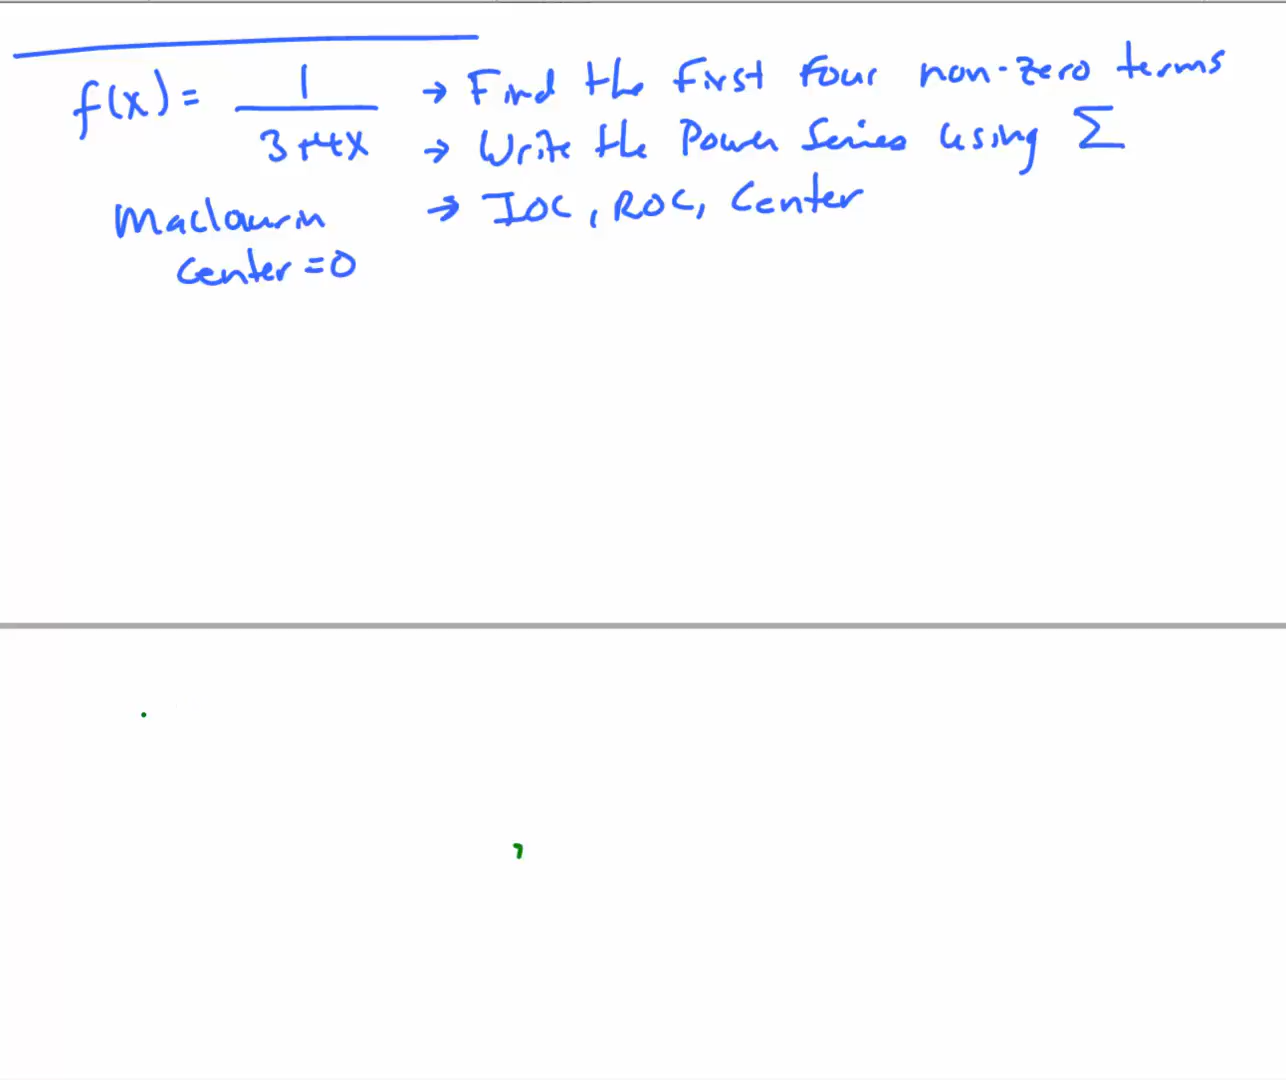 f(x) = 1/(3+4x) → Find the first four non-zero terms
→ Write the Power Series using Σ
Maclaurin → IOC, ROC, Center
Center = 0